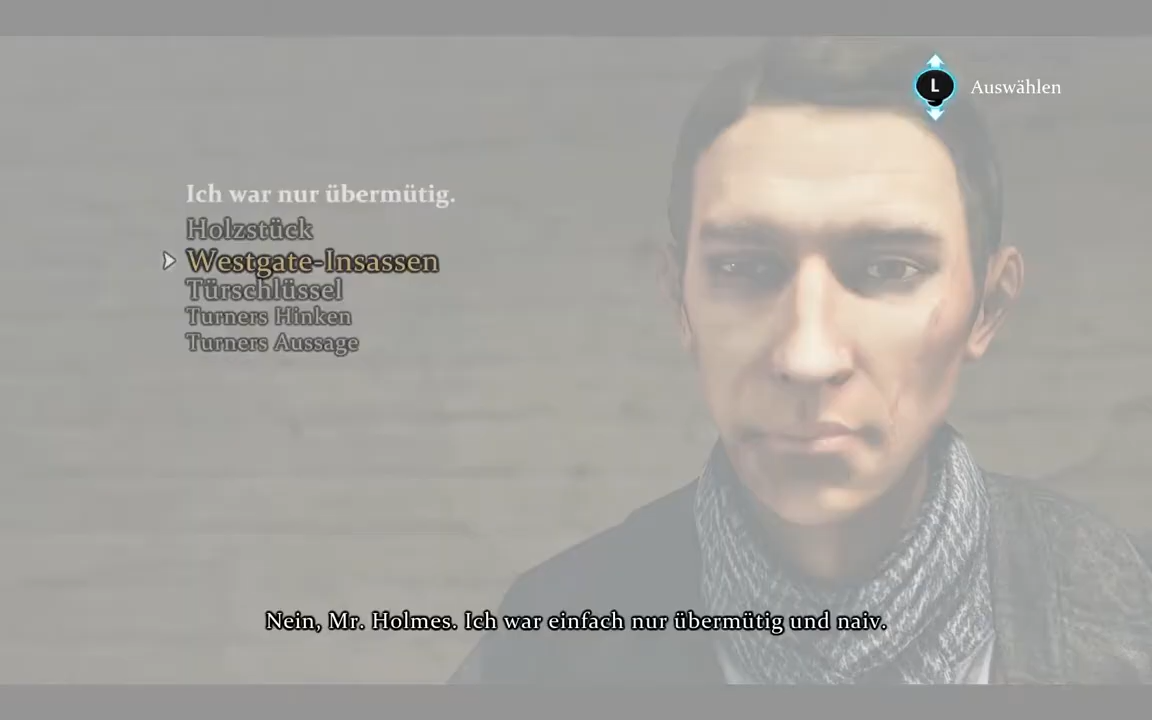 L Auswählen
Ich war nur übermütig.
Holzstück
Westgate-Insassen
Türschlüssel
Turners Hinken
Turners Aussage
Nein, Mr. Holmes. Ich war einfach nur übermütig und naiv.